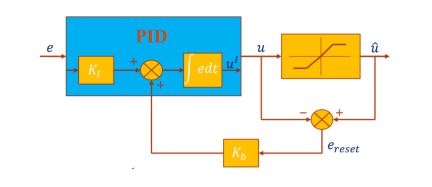 PID
e
K_I
+
+
∫ edt
u^I
u
û
−
+
e_reset
K_b